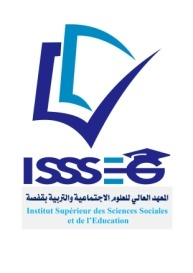 ISSSEG
المعهد العالي للعلوم الاجتماعية والتربية بقفصة
Institut Supérieur des Sciences Sociales
et de l'Education